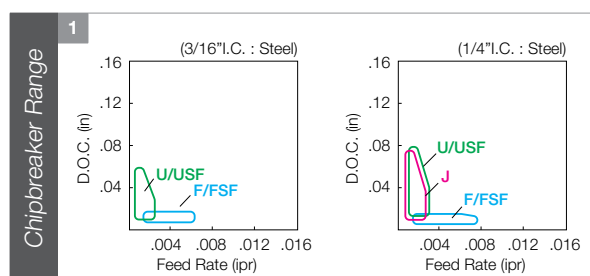 Chipbreaker Range
1
(3/16"I.C. : Steel)
.16
.12
.08
.04
D.O.C. (in)
U/USF
F/FSF
.004 .008 .012 .016
Feed Rate (ipr)
(1/4"I.C. : Steel)
.16
.12
.08
.04
D.O.C. (in)
U/USF
J
F/FSF
.004 .008 .012 .016
Feed Rate (ipr)